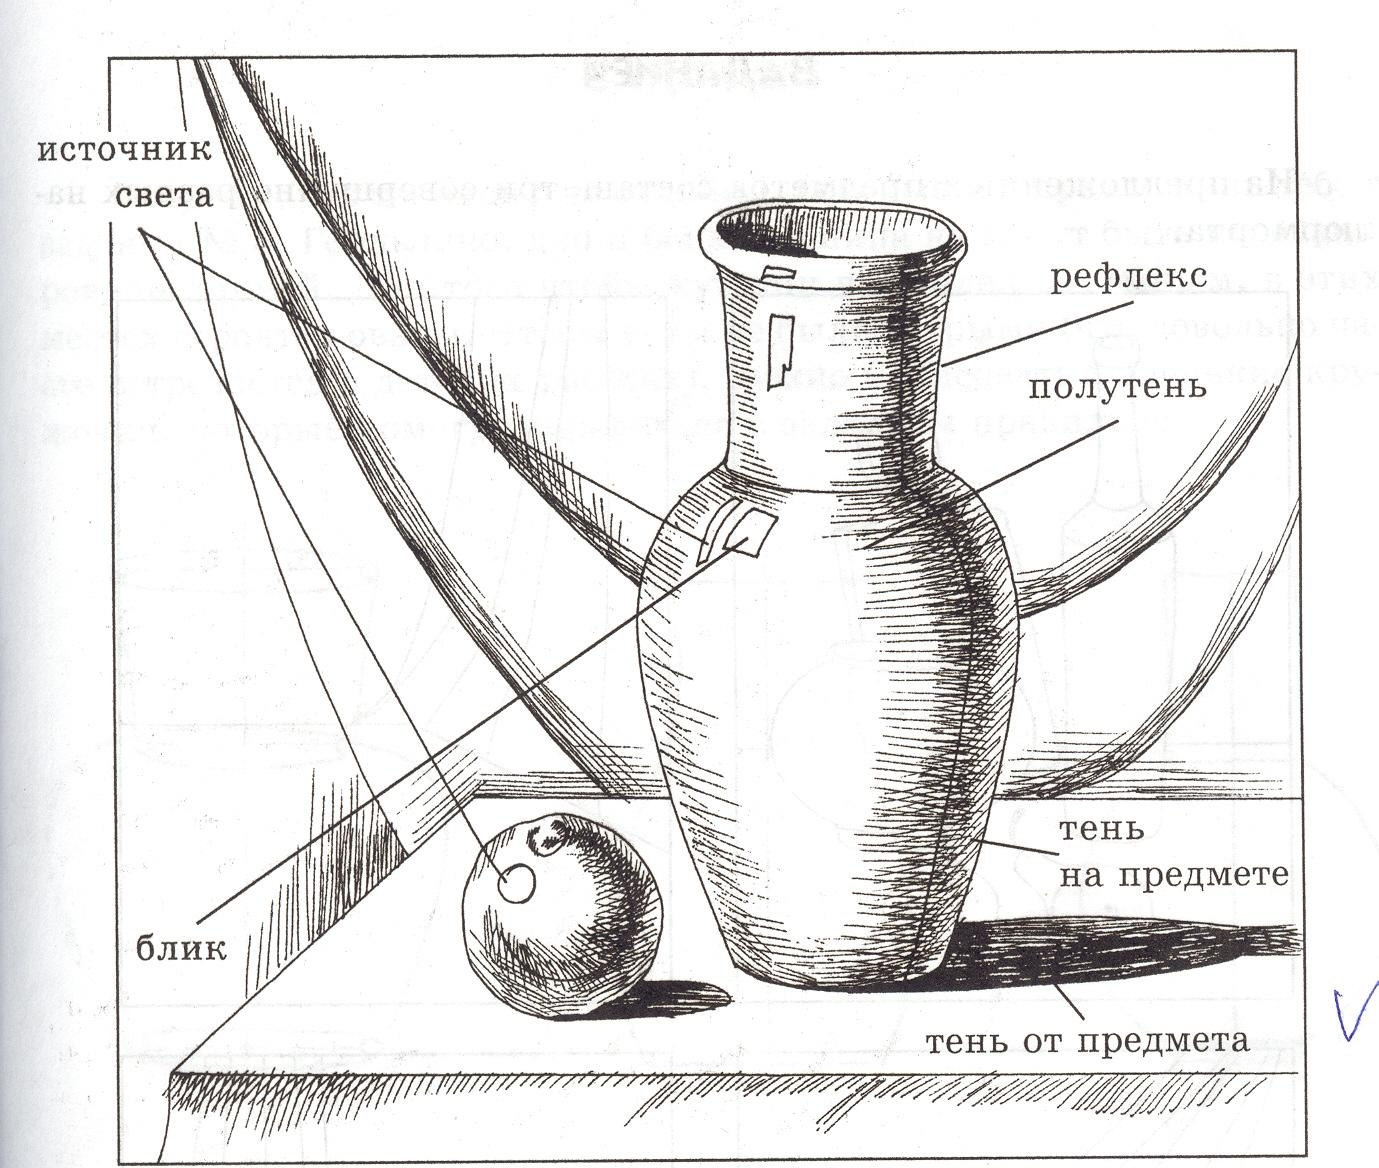 источник
света
рефлекс
полутень
тень
на предмете
блик
тень от предмета